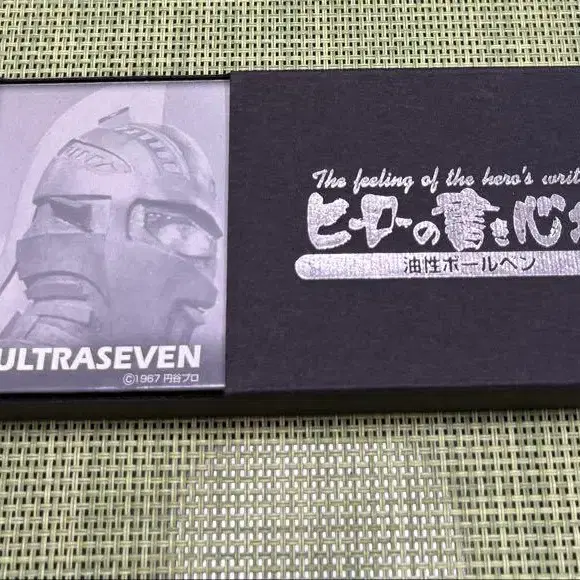 ULTRASEVEN
©1967 円谷プロ
The feeling of the hero's
ヒーローの書き心
油性ボールペン